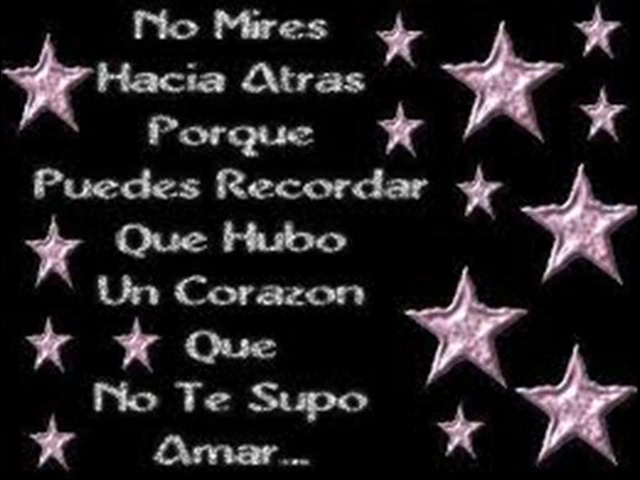 No Mires
Hacia Atras
Porque
Puedes Recordar
Que Hubo
Un Corazon
Que
No Te Supo
Amar...